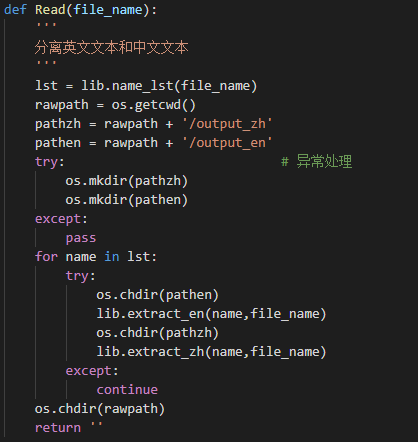 def Read(file_name):
    '''
    分离英文文本和中文文本
    '''
    lst = lib.name_lst(file_name)
    rawpath = os.getcwd()
    pathzh = rawpath + '/output_zh'
    pathen = rawpath + '/output_en'
    try:                            # 异常处理
        os.mkdir(pathzh)
        os.mkdir(pathen)
    except:
        pass
    for name in lst:
        try:
            os.chdir(pathen)
            lib.extract_en(name,file_name)
            os.chdir(pathzh)
            lib.extract_zh(name,file_name)
        except:
            continue
    os.chdir(rawpath)
    return ''